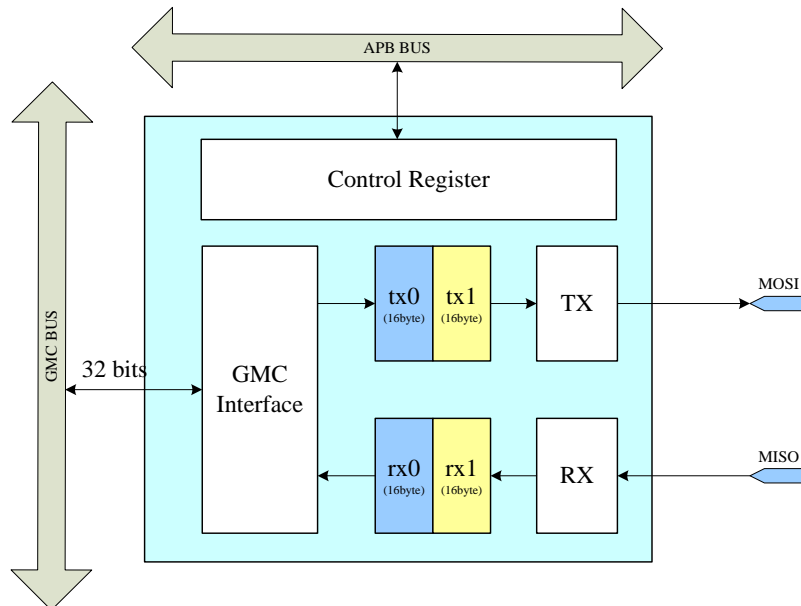 APB BUS
Control Register
GMC BUS
32 bits
GMC
Interface
tx0
(16byte)
tx1
(16byte)
TX
MOSI
rx0
(16byte)
rx1
(16byte)
RX
MISO